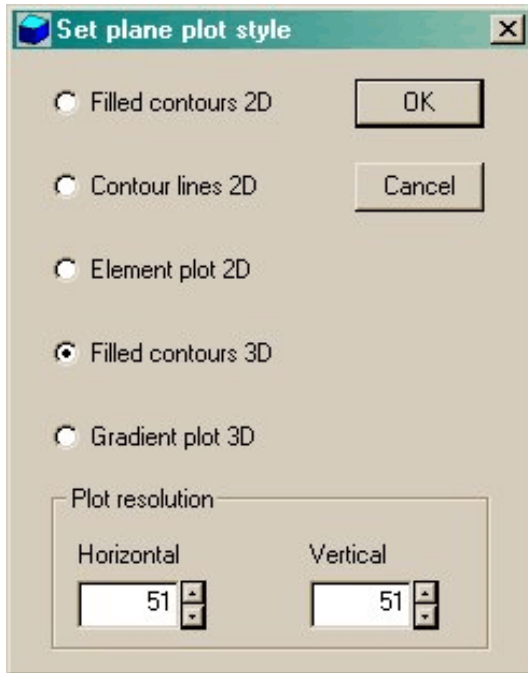 Set plane plot style
Filled contours 2D
OK
Contour lines 2D
Cancel
Element plot 2D
Filled contours 3D
Gradient plot 3D
Plot resolution
Horizontal
Vertical
51
51